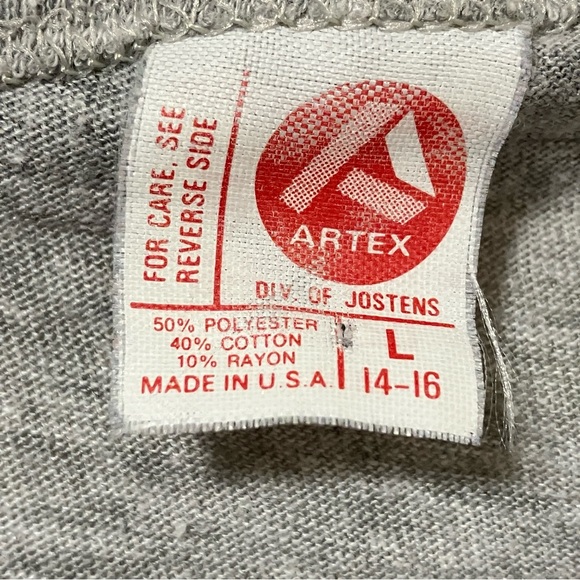 FOR CARE, SEE
REVERSE SIDE
ARTEX
DIV. OF JOSTENS
50% POLYESTER
40% COTTON
10% RAYON
MADE IN U.S.A.
L
14-16